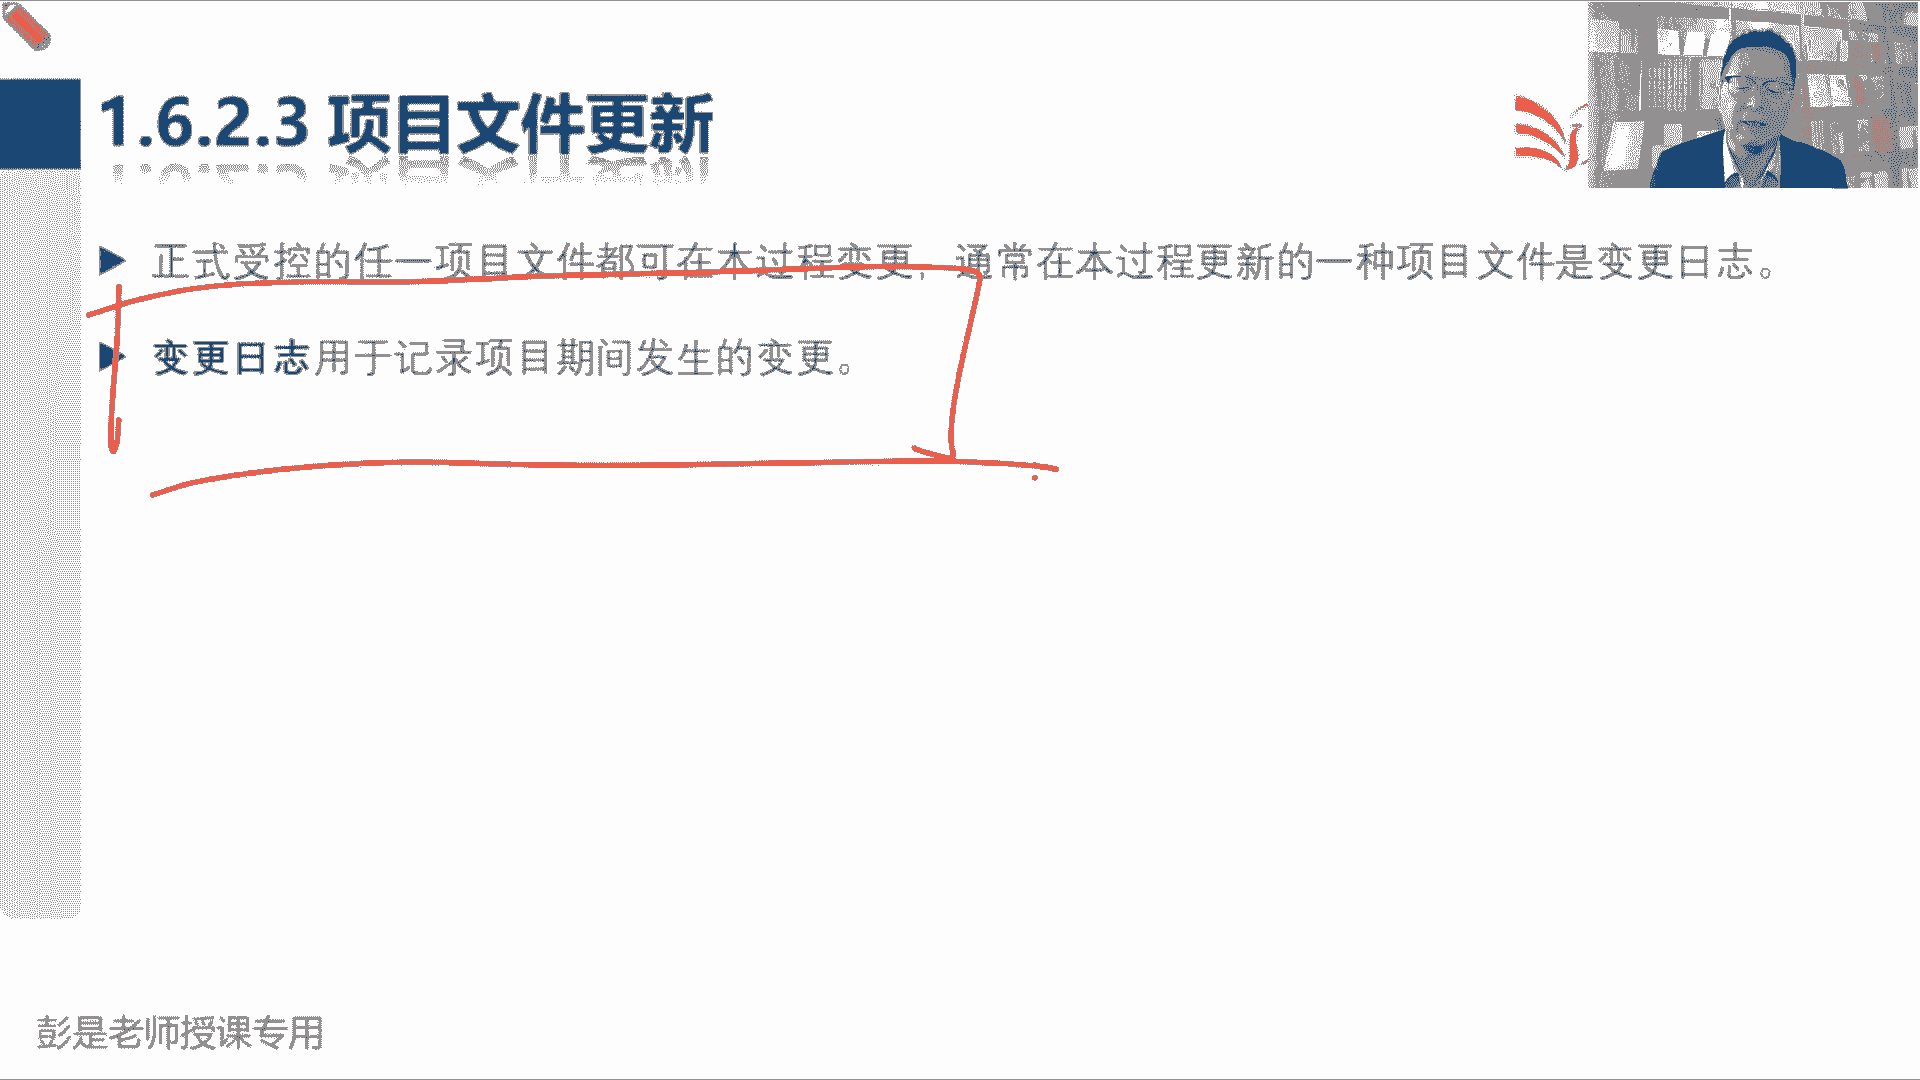 1.6.2.3 项目文件更新
正式受控的任一项目文件都可在本过程变更，通常在本过程更新的一种项目文件是变更日志。
变更日志用于记录项目期间发生的变更。
彭是老师授课专用